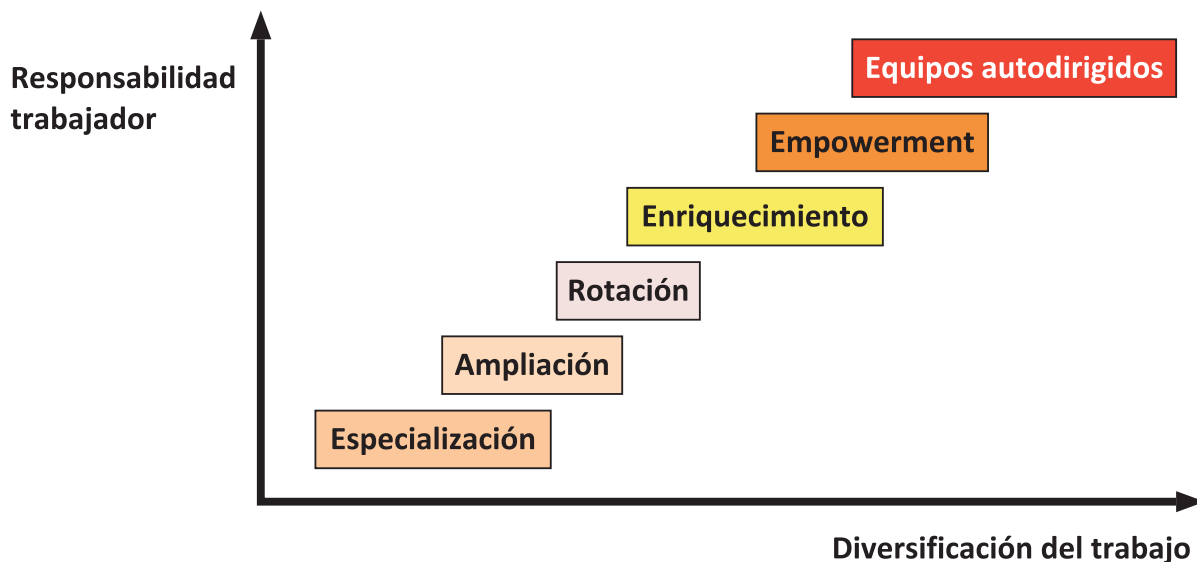 Responsabilidad
trabajador
Equipos autodirigidos
Empowerment
Enriquecimiento
Rotación
Ampliación
Especialización
Diversificación del trabajo